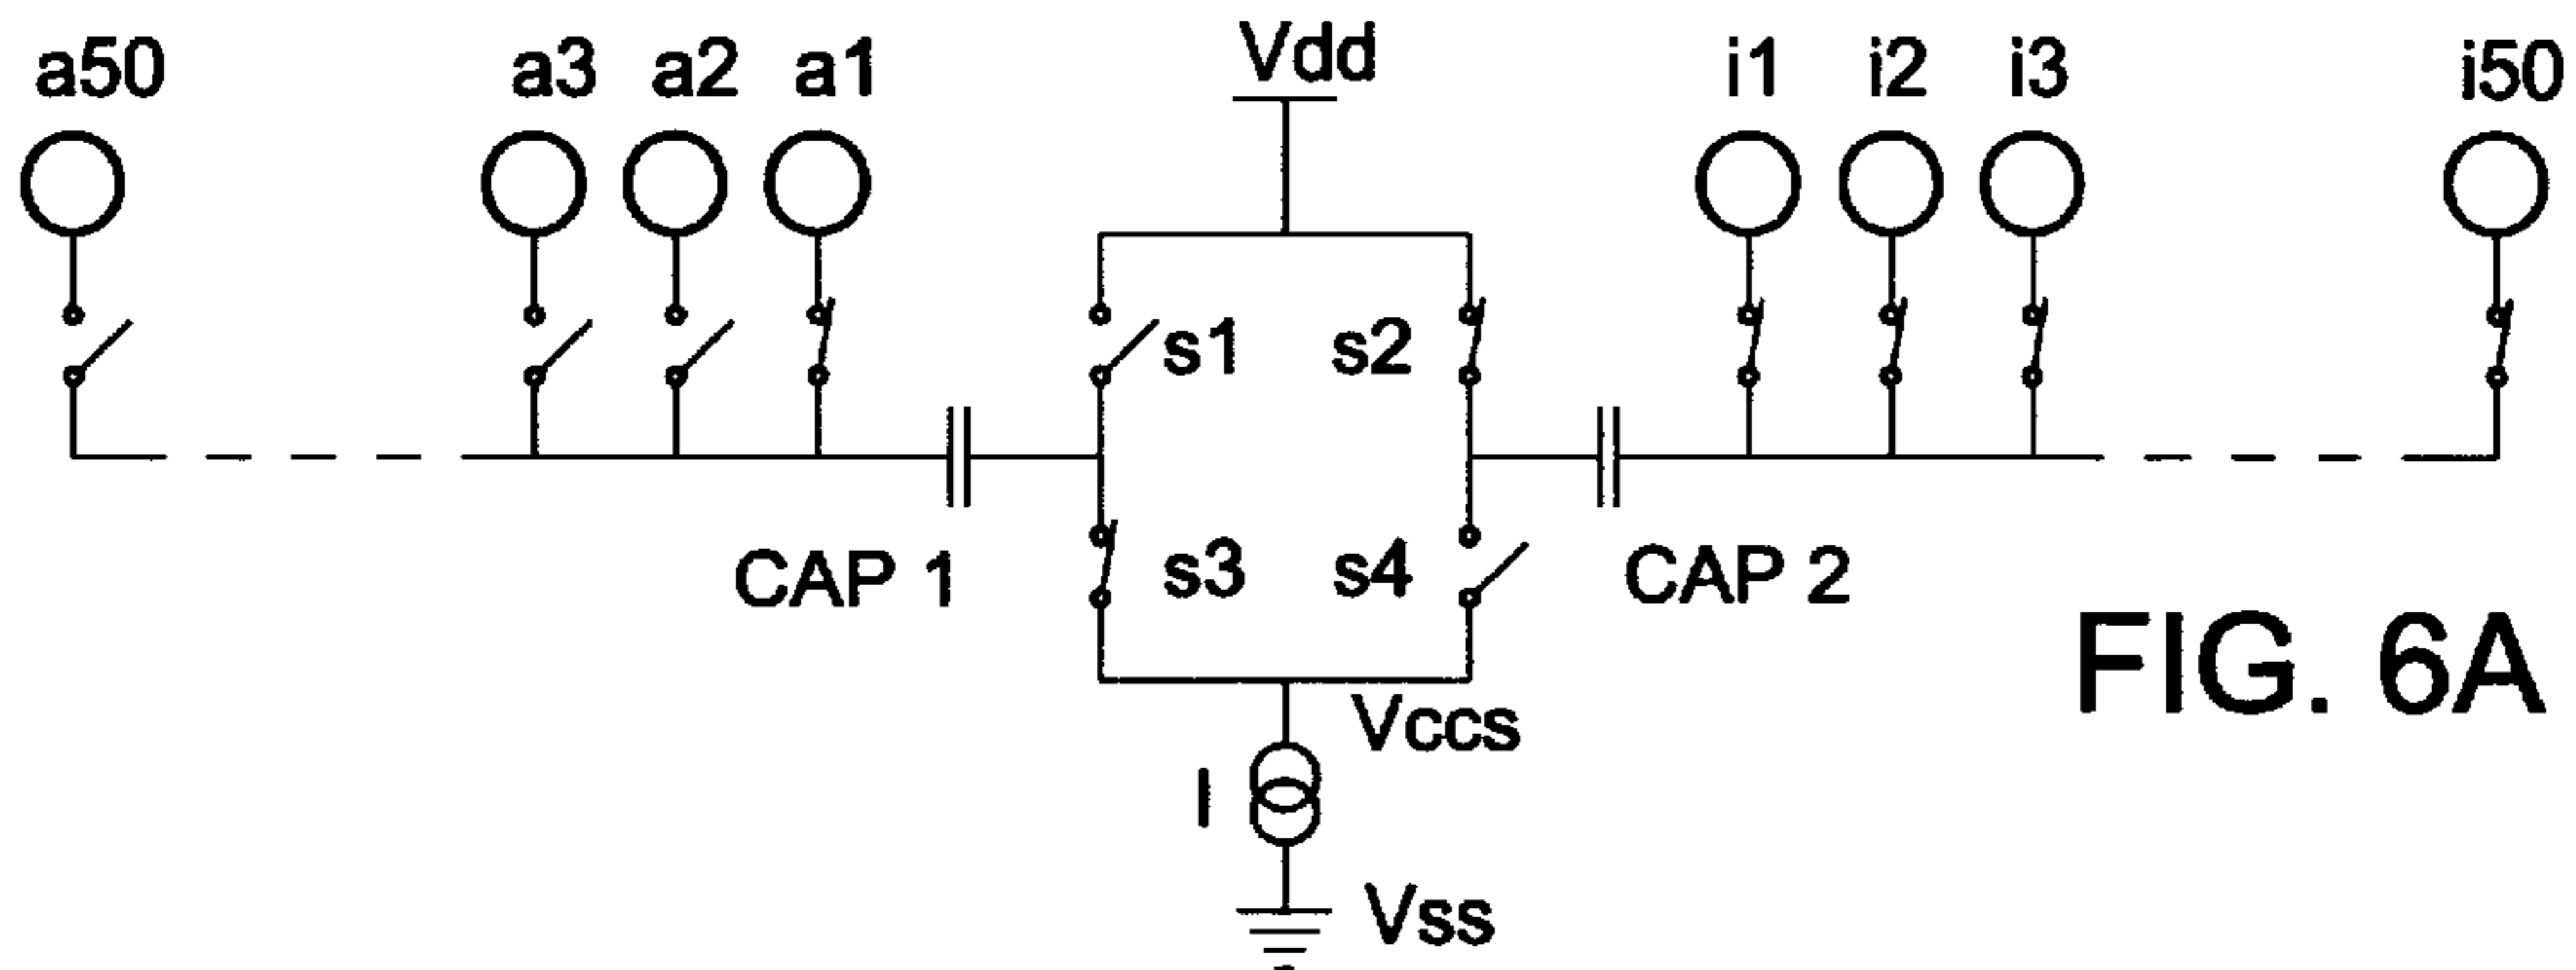 a50 a3 a2 a1 Vdd i1 i2 i3 i50
s1 s2
CAP 1 s3 s4 CAP 2
FIG. 6A
Vccs
I
Vss